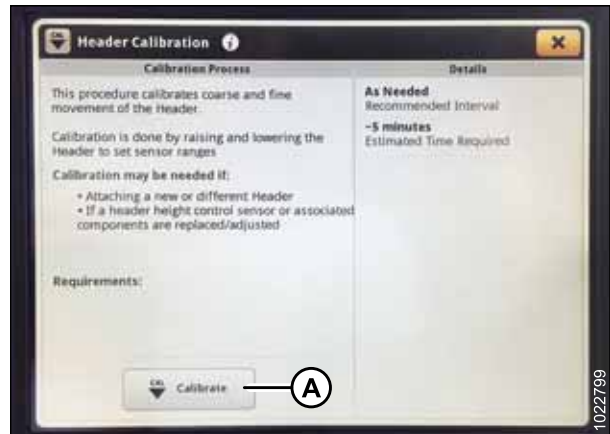 CAL
Header Calibration i
Calibration Process
Details
This procedure calibrates coarse and fine
movement of the Header.
Calibration is done by raising and lowering the
Header to set sensor ranges
Calibration may be needed if:
• Attaching a new or different Header
• If a header height control sensor or associated
components are replaced/adjusted
Requirements:
As Needed
Recommended Interval
~5 minutes
Estimated Time Required
CAL
Calibrate
A
1022799